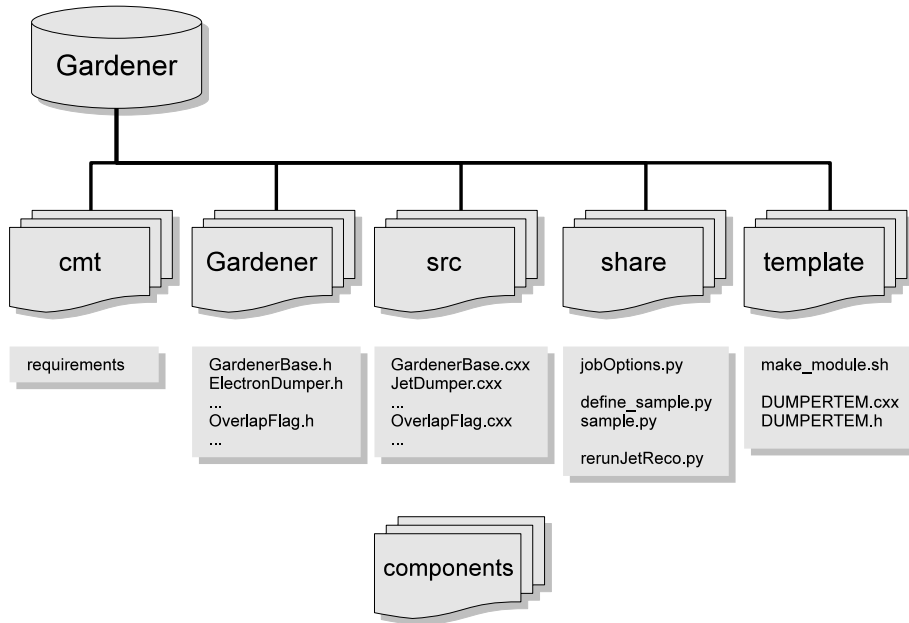 Gardener
cmt
Gardener
src
share
template
requirements
GardenerBase.h
ElectronDumper.h
...
OverlapFlag.h
...
GardenerBase.cxx
JetDumper.cxx
...
OverlapFlag.cxx
...
jobOptions.py
define_sample.py
sample.py
rerunJetReco.py
make_module.sh
DUMPERTEM.cxx
DUMPERTEM.h
components